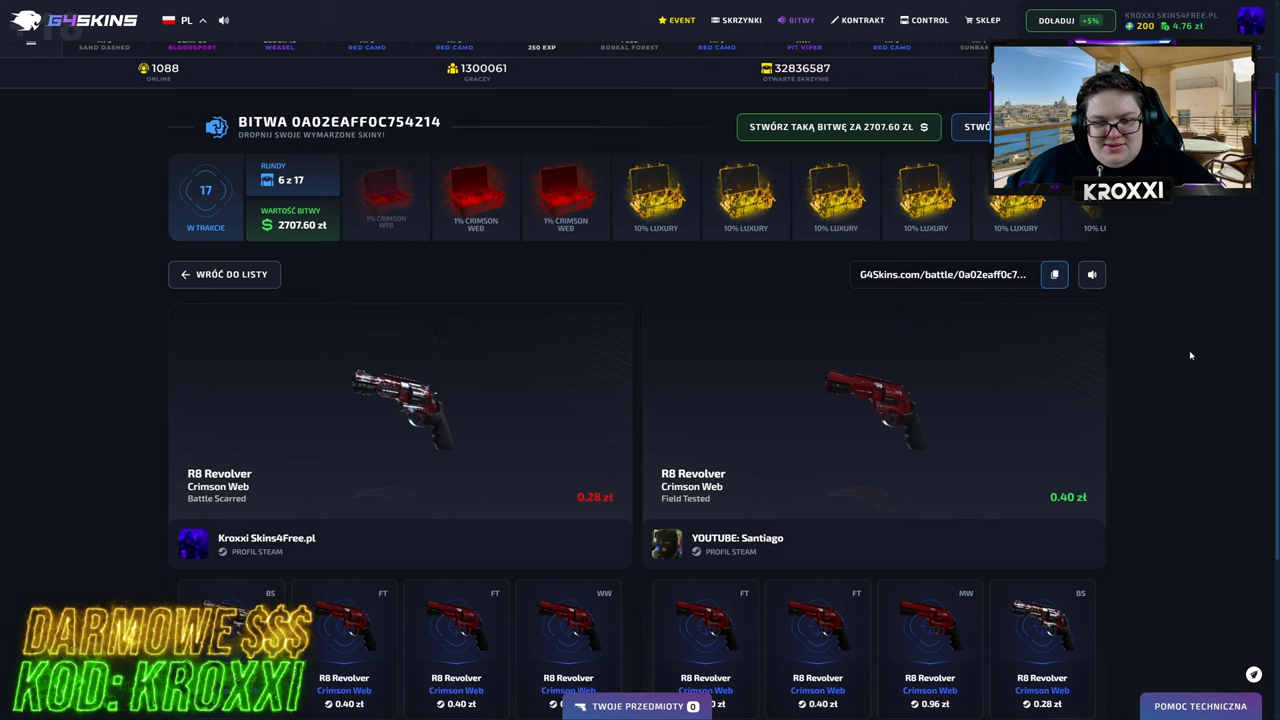 G4SKINS
PL
EVENT
SKRZYNKI
BITWY
KONTRAKT
CONTROL
SKLEP
DOŁADUJ +5%
KROXXI SKINS4FREE.PL
200 4.76 zł
SAND DASHED
BLOODSPORT
WEASEL
RED CAMO
RED CAMO
250 EXP
BOREAL FOREST
RED CAMO
PIT VIPER
RED CAMO
1088
ONLINE
1300061
GRACZY
32836587
OTWARTE SKRZYNIE
BITWA 0A02EAFF0C754214
DROPNIJ SWOJE WYMARZONE SKINY!
STWÓRZ TAKĄ BITWĘ ZA 2707.60 ZŁ
KROXXI
17
W TRAKCIE
RUNDY
6 z 17
WARTOŚĆ BITWY
2707.60 zł
1% CRIMSON
WEB
1% CRIMSON
WEB
1% CRIMSON
WEB
10% LUXURY
10% LUXURY
10% LUXURY
10% LUXURY
10% LUXURY
10% LU
WRÓĆ DO LISTY
G4Skins.com/battle/0a02eaff0c7...
R8 Revolver
Crimson Web
Battle Scarred
0.28 zł
R8 Revolver
Crimson Web
Field Tested
0.40 zł
Kroxxi Skins4Free.pl
PROFIL STEAM
YOUTUBE: Santiago
PROFIL STEAM
BS
FT
FT
WW
FT
FT
MW
BS
R8 Revolver
Crimson Web
0.40 zł
R8 Revolver
Crimson Web
0.40 zł
R8 Revolver
Crimson Web
R8 Revolver
Crimson Web
0.40 zł
R8 Revolver
Crimson Web
0.40 zł
R8 Revolver
Crimson Web
0.96 zł
R8 Revolver
Crimson Web
0.28 zł
DARMOWE $$$
KOD: KROXXI
TWOJE PRZEDMIOTY 0
POMOC TECHNICZNA